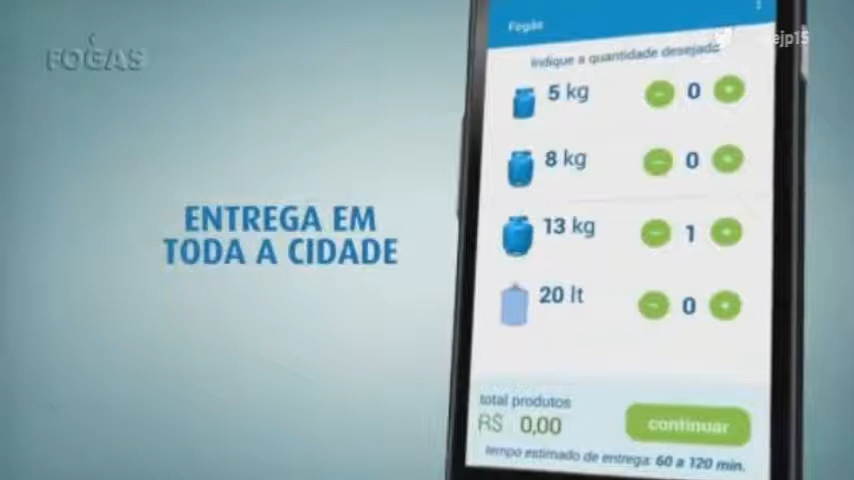 FOGÁS
ENTREGA EM
TODA A CIDADE
Fogás
Indique a quantidade desejada
5 kg - 0 +
8 kg - 0 +
13 kg - 1 +
20 lt - 0 +
total produtos
R$ 0,00
continuar
tempo estimado de entrega: 60 a 120 min.